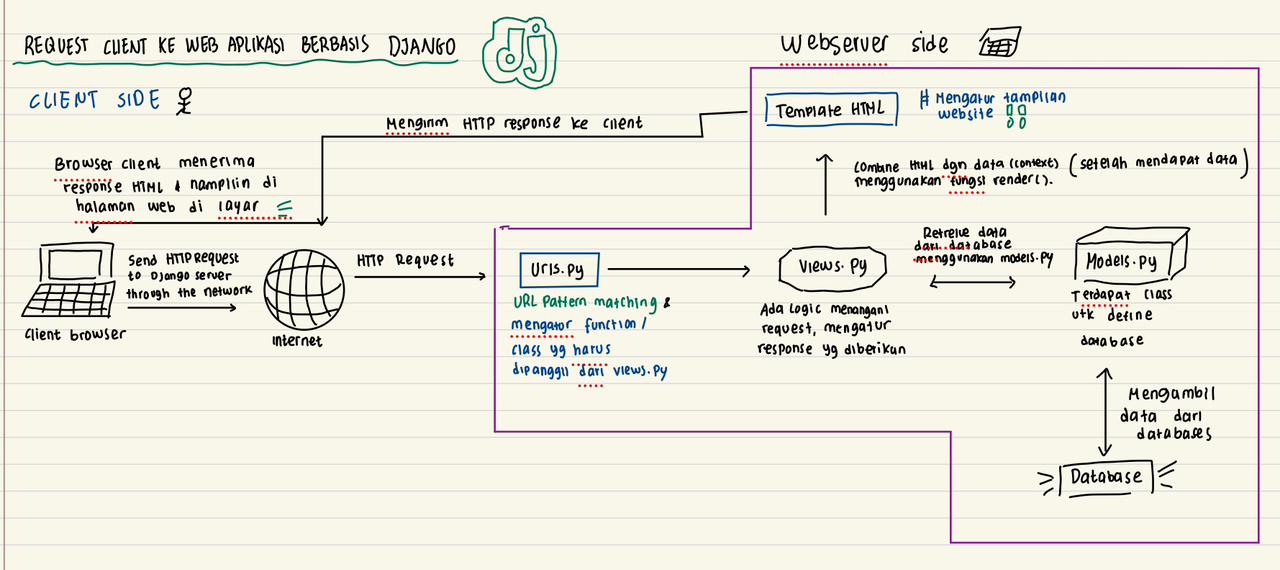 REQUEST CLIENT KE WEB APLIKASI BERBASIS DJANGO
dj
Webserver side
CLIENT SIDE
Template HTML
# Mengatur tampilan
website
Mengirim HTTP response ke client
Browser client menerima
response HTML & nampilin di
halaman web di layar
Combine HTML dgn data (context) (setelah mendapat data)
menggunakan fungsi render().
Send HTTP Request
to Django server
through the network
Client browser
Internet
HTTP Request
Urls.py
URL Pattern matching &
mengatur function /
class yg harus
dipanggil dari views.py
Views.py
Ada Logic menangani
request, mengatur
response yg diberikan
Retreive data
dari database
menggunakan models.py
Models.py
Terdapat class
utk define
database
Mengambil
data dari
databases
Database